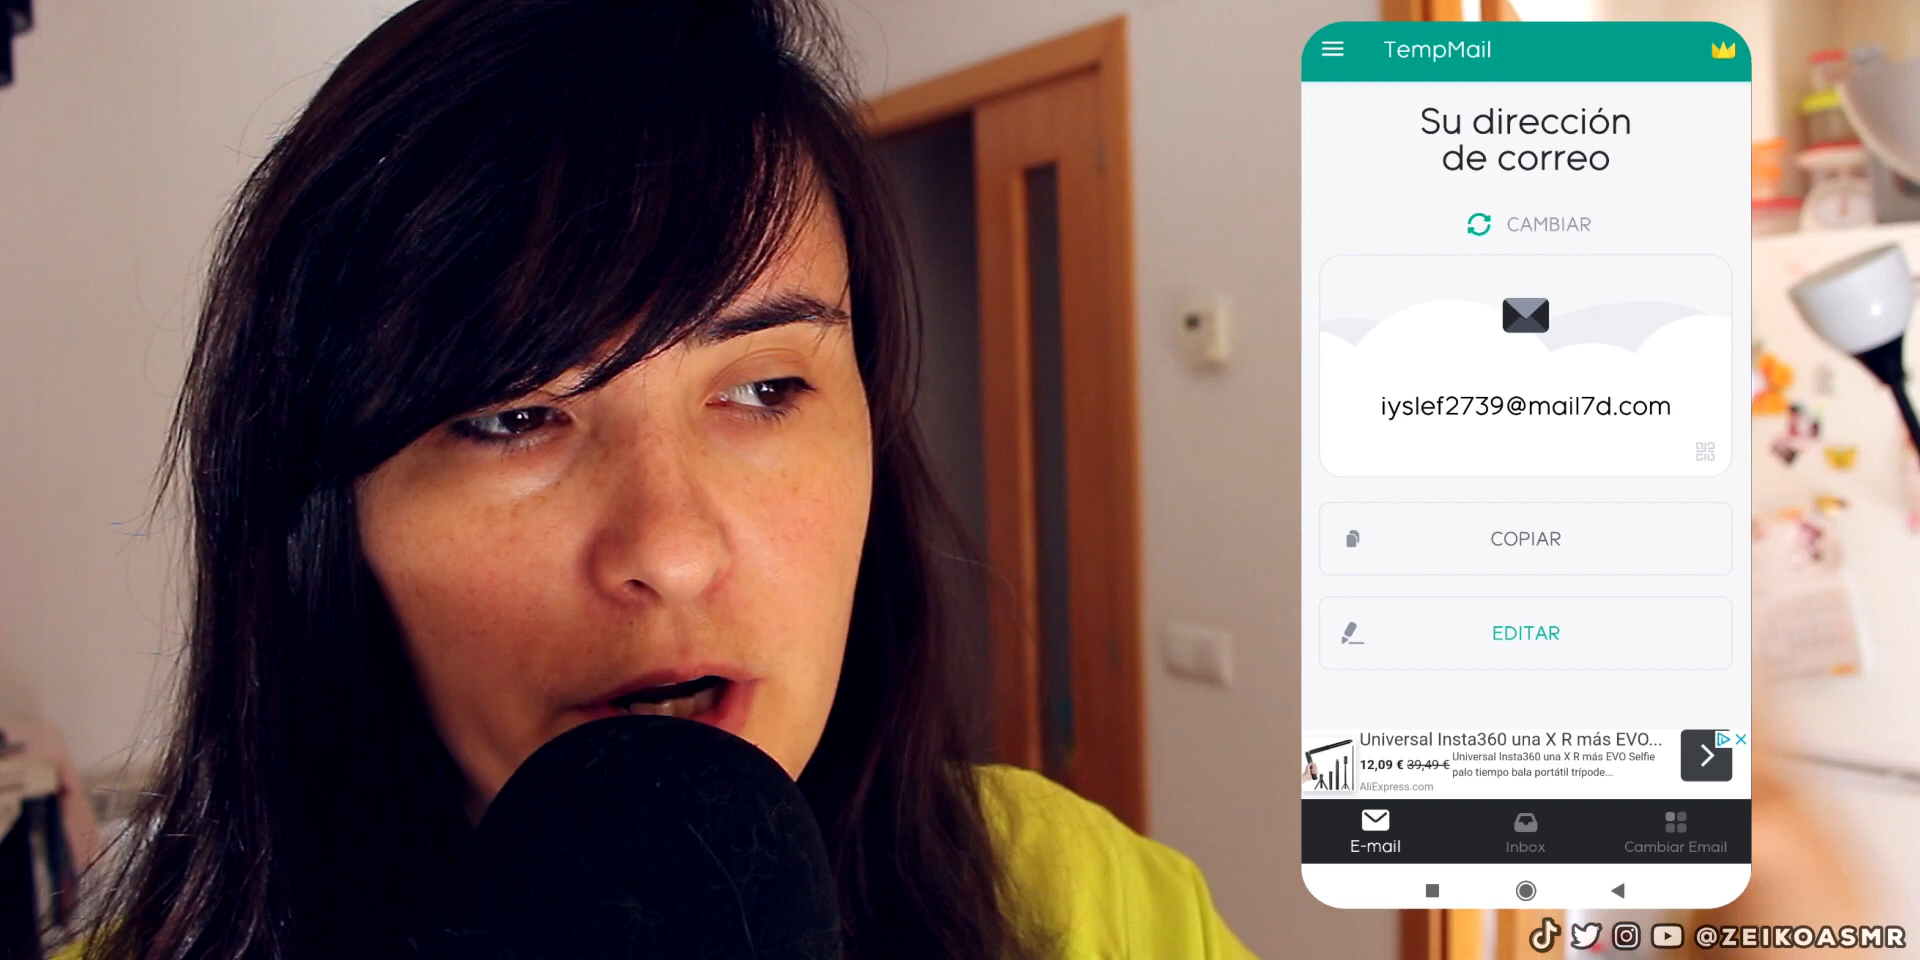 TempMail
Su dirección
de correo
CAMBIAR
iyslef2739@mail7d.com
COPIAR
EDITAR
Universal Insta360 una X R más EVO...
12,09 € 39,49 €
Universal Insta360 una X R más EVO Selfie
palo tiempo bala portátil trípode...
AliExpress.com
E-mail
Inbox
Cambiar Email
@ZEIKOASMR